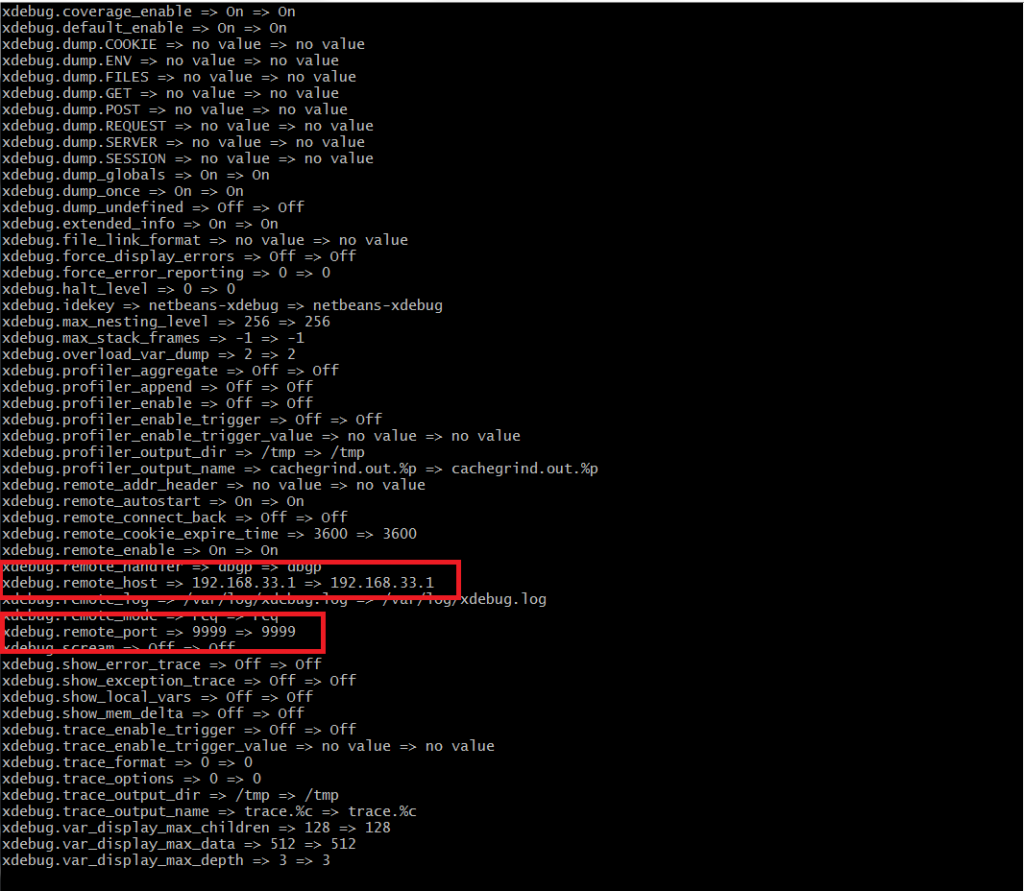 xdebug.coverage_enable => On => On
xdebug.default_enable => On => On
xdebug.dump.COOKIE => no value => no value
xdebug.dump.ENV => no value => no value
xdebug.dump.FILES => no value => no value
xdebug.dump.GET => no value => no value
xdebug.dump.POST => no value => no value
xdebug.dump.REQUEST => no value => no value
xdebug.dump.SERVER => no value => no value
xdebug.dump.SESSION => no value => no value
xdebug.dump_globals => On => On
xdebug.dump_once => On => On
xdebug.dump_undefined => Off => Off
xdebug.extended_info => On => On
xdebug.file_link_format => no value => no value
xdebug.force_display_errors => Off => Off
xdebug.force_error_reporting => 0 => 0
xdebug.halt_level => 0 => 0
xdebug.idekey => netbeans-xdebug => netbeans-xdebug
xdebug.max_nesting_level => 256 => 256
xdebug.max_stack_frames => -1 => -1
xdebug.overload_var_dump => 2 => 2
xdebug.profiler_aggregate => Off => Off
xdebug.profiler_append => Off => Off
xdebug.profiler_enable => Off => Off
xdebug.profiler_enable_trigger => Off => Off
xdebug.profiler_enable_trigger_value => no value => no value
xdebug.profiler_output_dir => /tmp => /tmp
xdebug.profiler_output_name => cachegrind.out.%p => cachegrind.out.%p
xdebug.remote_addr_header => no value => no value
xdebug.remote_autostart => On => On
xdebug.remote_connect_back => Off => Off
xdebug.remote_cookie_expire_time => 3600 => 3600
xdebug.remote_enable => On => On
xdebug.remote_handler => dbgp => dbgp
xdebug.remote_host => 192.168.33.1 => 192.168.33.1
xdebug.remote_log => /var/log/xdebug.log => /var/log/xdebug.log
xdebug.remote_mode => req => req
xdebug.remote_port => 9999 => 9999
xdebug.scream => Off => Off
xdebug.show_error_trace => Off => Off
xdebug.show_exception_trace => Off => Off
xdebug.show_local_vars => Off => Off
xdebug.show_mem_delta => Off => Off
xdebug.trace_enable_trigger => Off => Off
xdebug.trace_enable_trigger_value => no value => no value
xdebug.trace_format => 0 => 0
xdebug.trace_options => 0 => 0
xdebug.trace_output_dir => /tmp => /tmp
xdebug.trace_output_name => trace.%c => trace.%c
xdebug.var_display_max_children => 128 => 128
xdebug.var_display_max_data => 512 => 512
xdebug.var_display_max_depth => 3 => 3